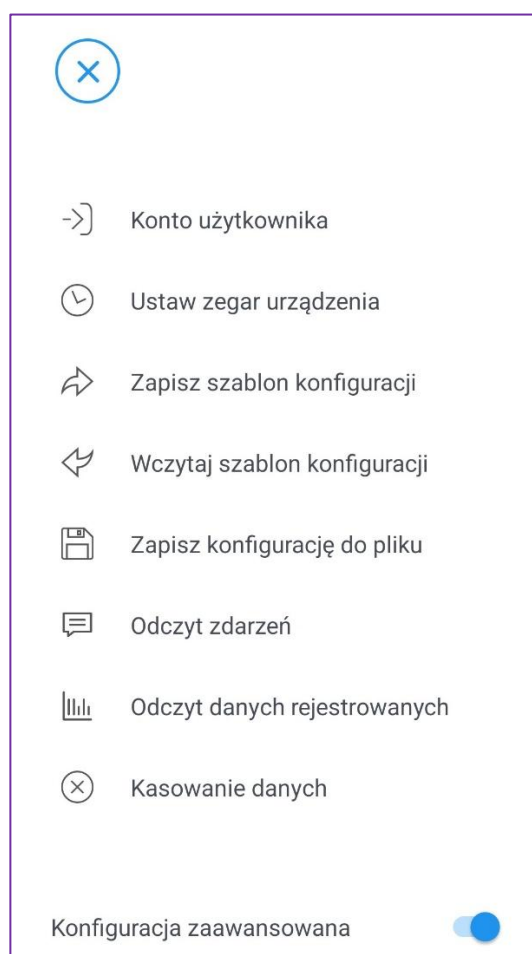 Konto użytkownika
Ustaw zegar urządzenia
Zapisz szablon konfiguracji
Wczytaj szablon konfiguracji
Zapisz konfigurację do pliku
Odczyt zdarzeń
Odczyt danych rejestrowanych
Kasowanie danych
Konfiguracja zaawansowana